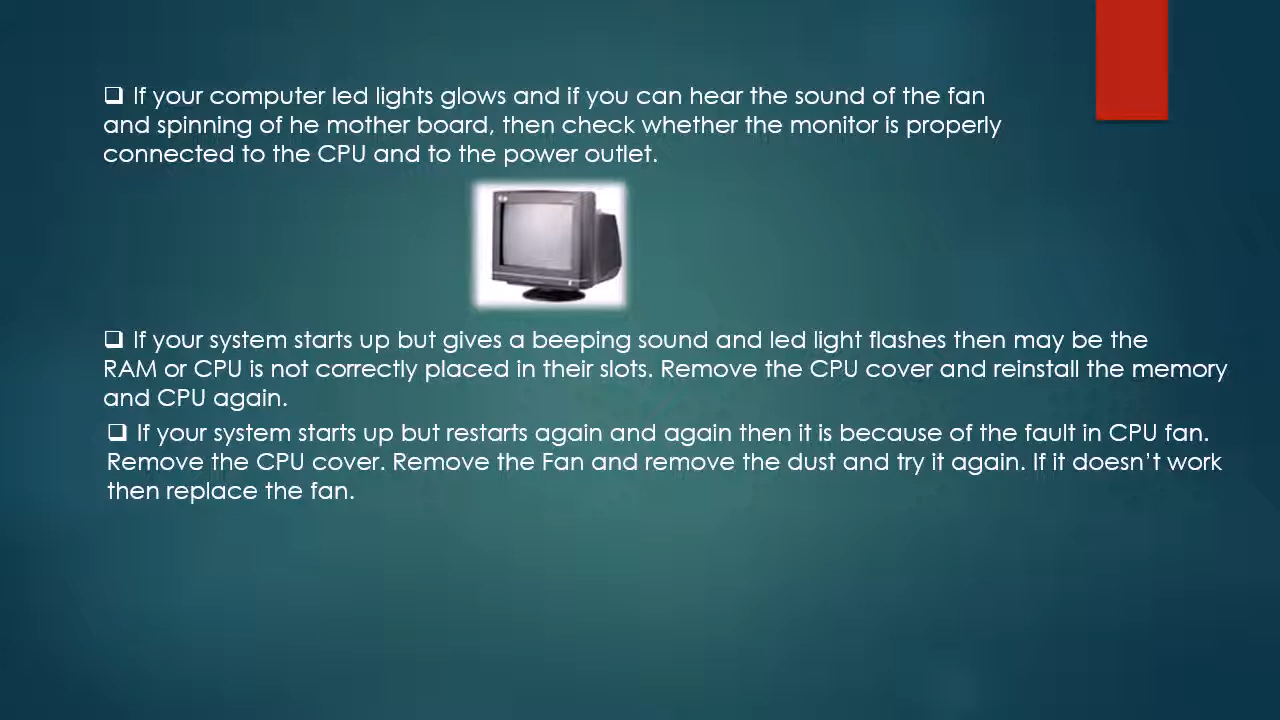 ❑ If your computer led lights glows and if you can hear the sound of the fan
and spinning of he mother board, then check whether the monitor is properly
connected to the CPU and to the power outlet.
❑ If your system starts up but gives a beeping sound and led light flashes then may be the
RAM or CPU is not correctly placed in their slots. Remove the CPU cover and reinstall the memory
and CPU again.
❑ If your system starts up but restarts again and again then it is because of the fault in CPU fan.
Remove the CPU cover. Remove the Fan and remove the dust and try it again. If it doesn't work
then replace the fan.